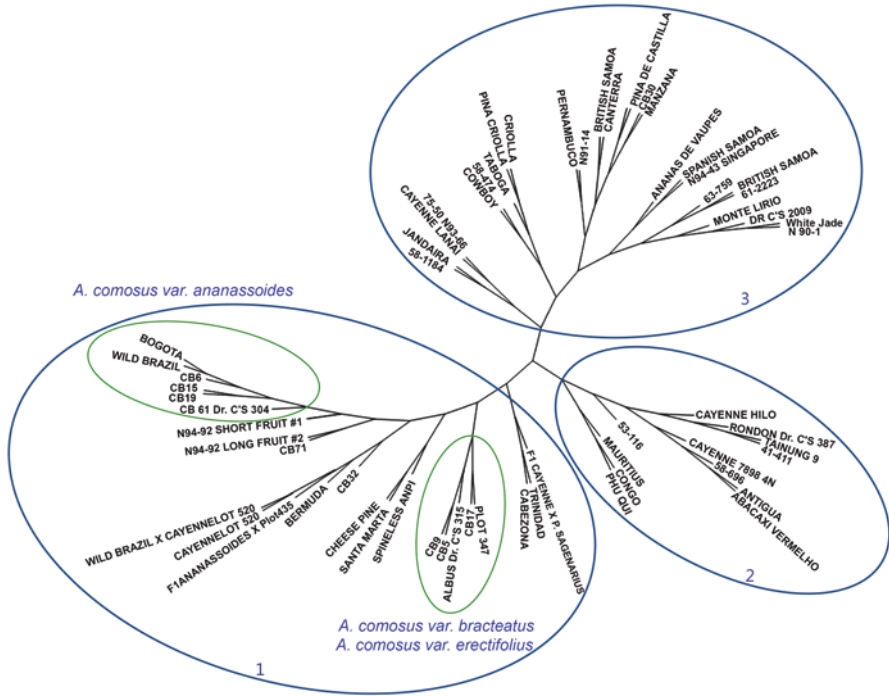 PINA CRIOLLA
CRIOLLA
TABOGA
58-474
COWBOY
75-50 N93-66
CAYENNE LANAI
JANDAIRA
58-1184
PERNAMBUCO
N91-14
BRITISH SAMOA
CANTERRA
PINA DE CASTILLA
CB30
MANZANA
ANANAS DE VAUPES
SPANISH SAMOA
N94-43 SINGAPORE
63-759
BRITISH SAMOA
61-2223
MONTE LIRIO
DR C'S 2009
White Jade
N 90-1
3
A. comosus var. ananassoides
BOGOTA
WILD BRAZIL
CB6
CB15
CB19
CB 61 Dr. C'S 304
N94-92 SHORT FRUIT #1
N94-92 LONG FRUIT #2
CB71
WILD BRAZIL X CAYENNELOT 520
CAYENNELOT 520
F1ANANASSOIDES X Plot435
BERMUDA
CB32
CHEESE PINE
SANTA MARTA
SPINELESS ANPI
CB9
CB5
ALBUS Dr. C'S 315
CB17
PLOT 347
F1 CAYENNE X P. SAGENARIUS
TRINIDAD
CABEZONA
A. comosus var. bracteatus
A. comosus var. erectifolius
1
53-116
MAURITIUS
CONGO
PHU QUI
CAYENNE HILO
RONDON Dr. C'S 387
TAINUNG 9
41-411
CAYENNE 7898 4N
58-696
ANTIGUA
ABACAXI VERMELHO
2